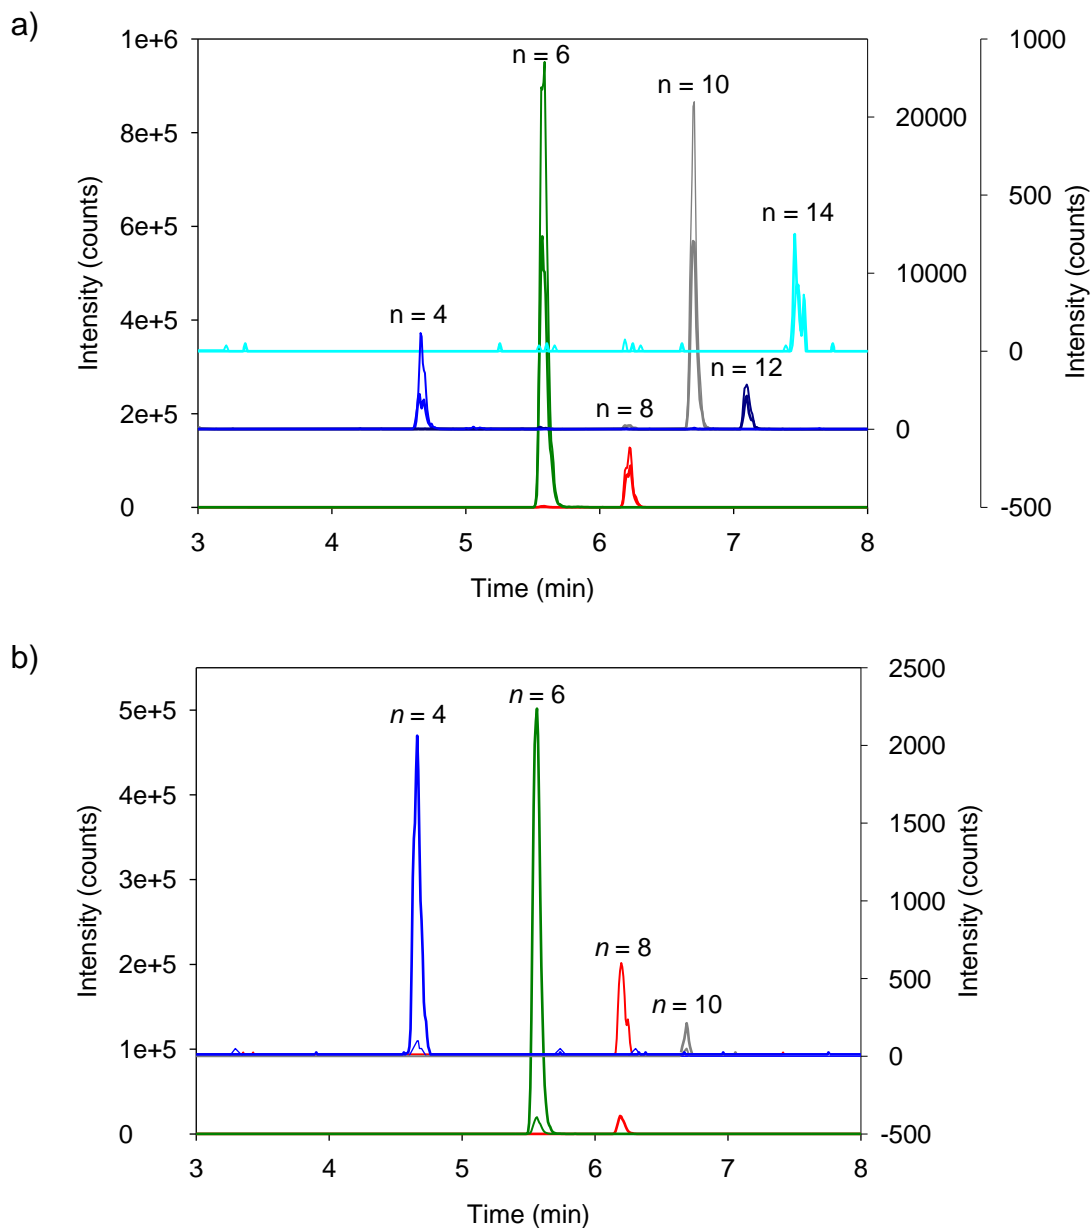 a)
1e+6
8e+5
6e+5
4e+5
2e+5
0
Intensity (counts)
n = 6
n = 10
n = 14
n = 4
n = 12
n = 8
20000
10000
0
1000
500
0
-500
Intensity (counts)
3 4 5 6 7 8
Time (min)
b)
5e+5
4e+5
3e+5
2e+5
1e+5
0
Intensity (counts)
n = 6
n = 4
n = 8
n = 10
2500
2000
1500
1000
500
0
-500
Intensity (counts)
3 4 5 6 7 8
Time (min)